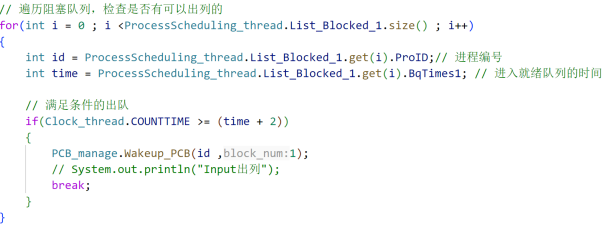 // 遍历阻塞队列，检查是否有可以出列的
for(int i = 0 ; i <ProcessScheduling_thread.List_Blocked_1.size() ; i++)
{
int id = ProcessScheduling_thread.List_Blocked_1.get(i).ProID;// 进程编号
int time = ProcessScheduling_thread.List_Blocked_1.get(i).BqTimes1; // 进入就绪队列的时间
// 满足条件的出队
if(Clock_thread.COUNTTIME >= (time + 2))
{
PCB_manage.Wakeup_PCB(id ,block_num:1);
// System.out.println("Input出列");
break;
}
}